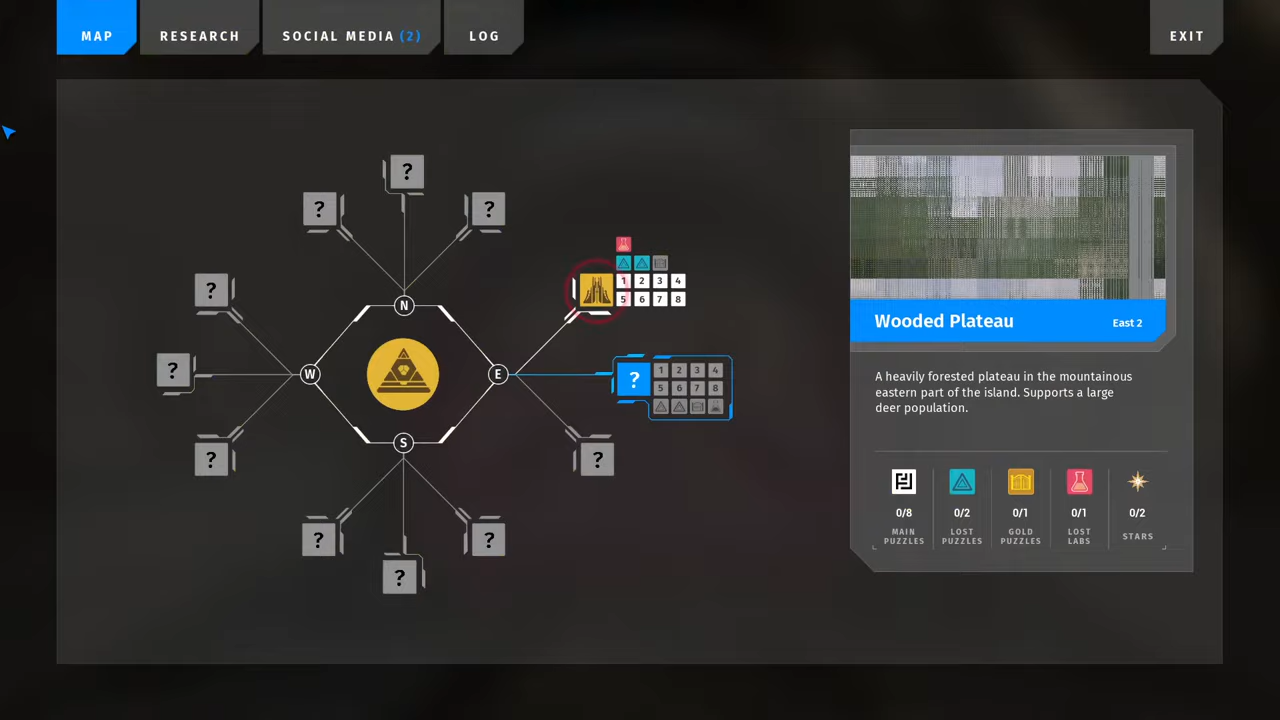 MAP
RESEARCH
SOCIAL MEDIA (2)
LOG
EXIT
?
?
?
?
1 2 3 4
5 6 7 8
N
?
W
E
?
1 2 3 4
5 6 7 8
S
?
?
?
?
?
?
Wooded Plateau
East 2
A heavily forested plateau in the mountainous
eastern part of the island. Supports a large
deer population.
0/8
0/2
0/1
0/1
0/2
MAIN
PUZZLES
LOST
PUZZLES
GOLD
PUZZLES
LOST
LABS
STARS